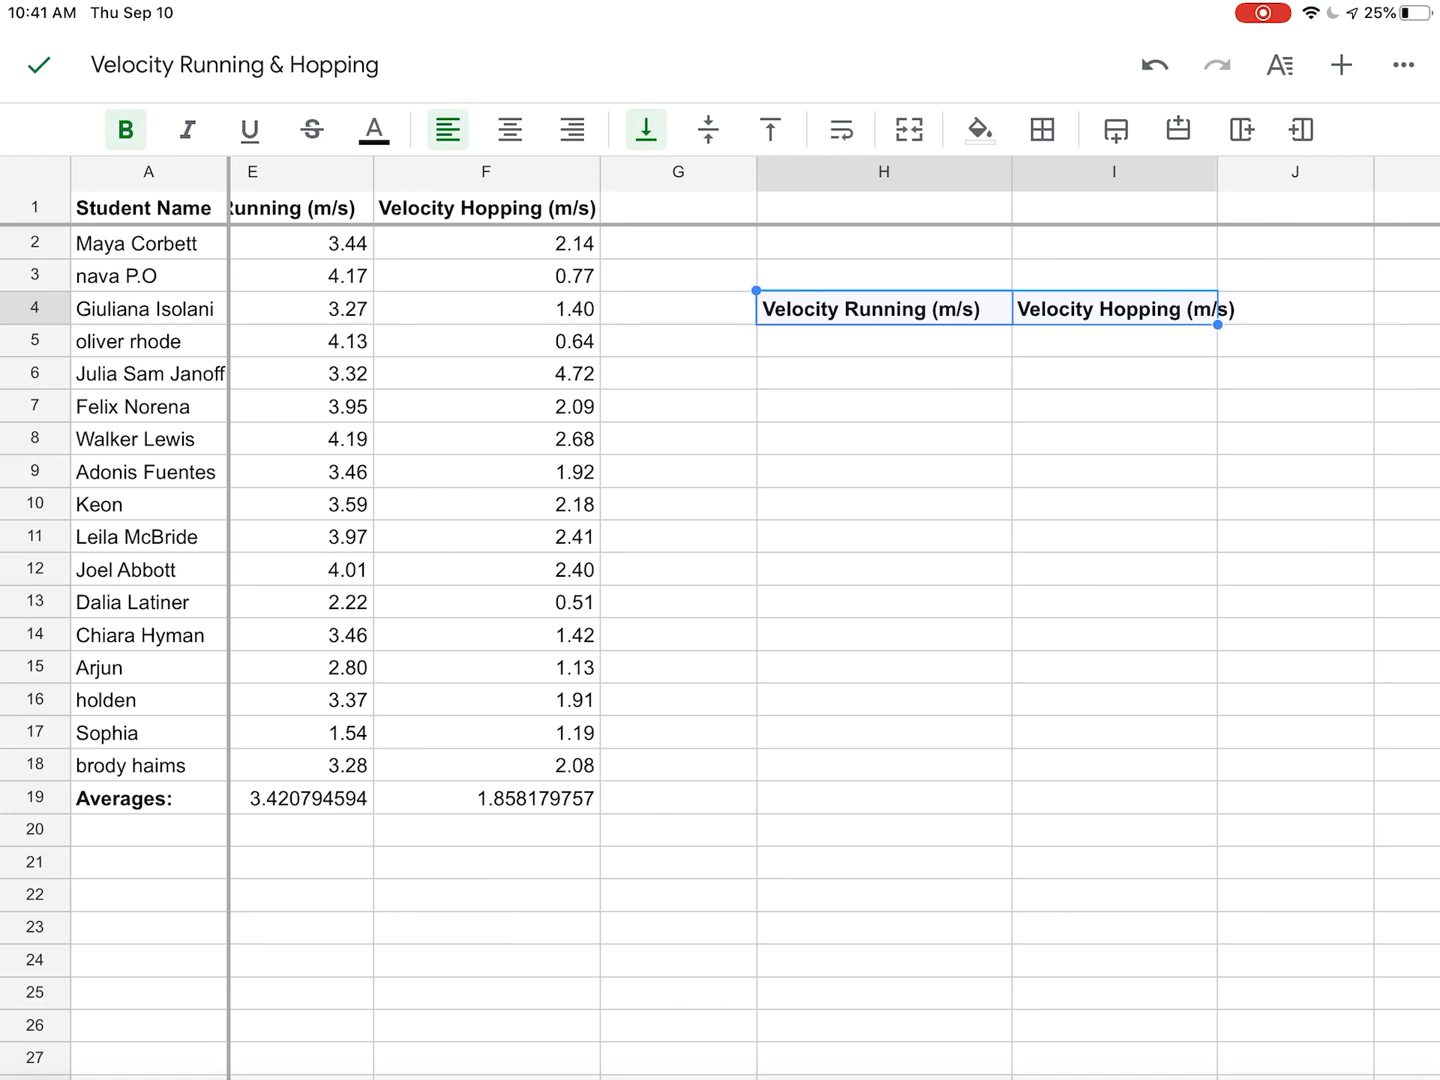 10:41 AM Thu Sep 10 25%
Velocity Running & Hopping
B I U S A
A E F G H I J
1 Student Name Running (m/s) Velocity Hopping (m/s)
2 Maya Corbett 3.44 2.14
3 nava P.O 4.17 0.77
4 Giuliana Isolani 3.27 1.40 Velocity Running (m/s) Velocity Hopping (m/s)
5 oliver rhode 4.13 0.64
6 Julia Sam Janoff 3.32 4.72
7 Felix Norena 3.95 2.09
8 Walker Lewis 4.19 2.68
9 Adonis Fuentes 3.46 1.92
10 Keon 3.59 2.18
11 Leila McBride 3.97 2.41
12 Joel Abbott 4.01 2.40
13 Dalia Latiner 2.22 0.51
14 Chiara Hyman 3.46 1.42
15 Arjun 2.80 1.13
16 holden 3.37 1.91
17 Sophia 1.54 1.19
18 brody haims 3.28 2.08
19 Averages: 3.420794594 1.858179757
20
21
22
23
24
25
26
27